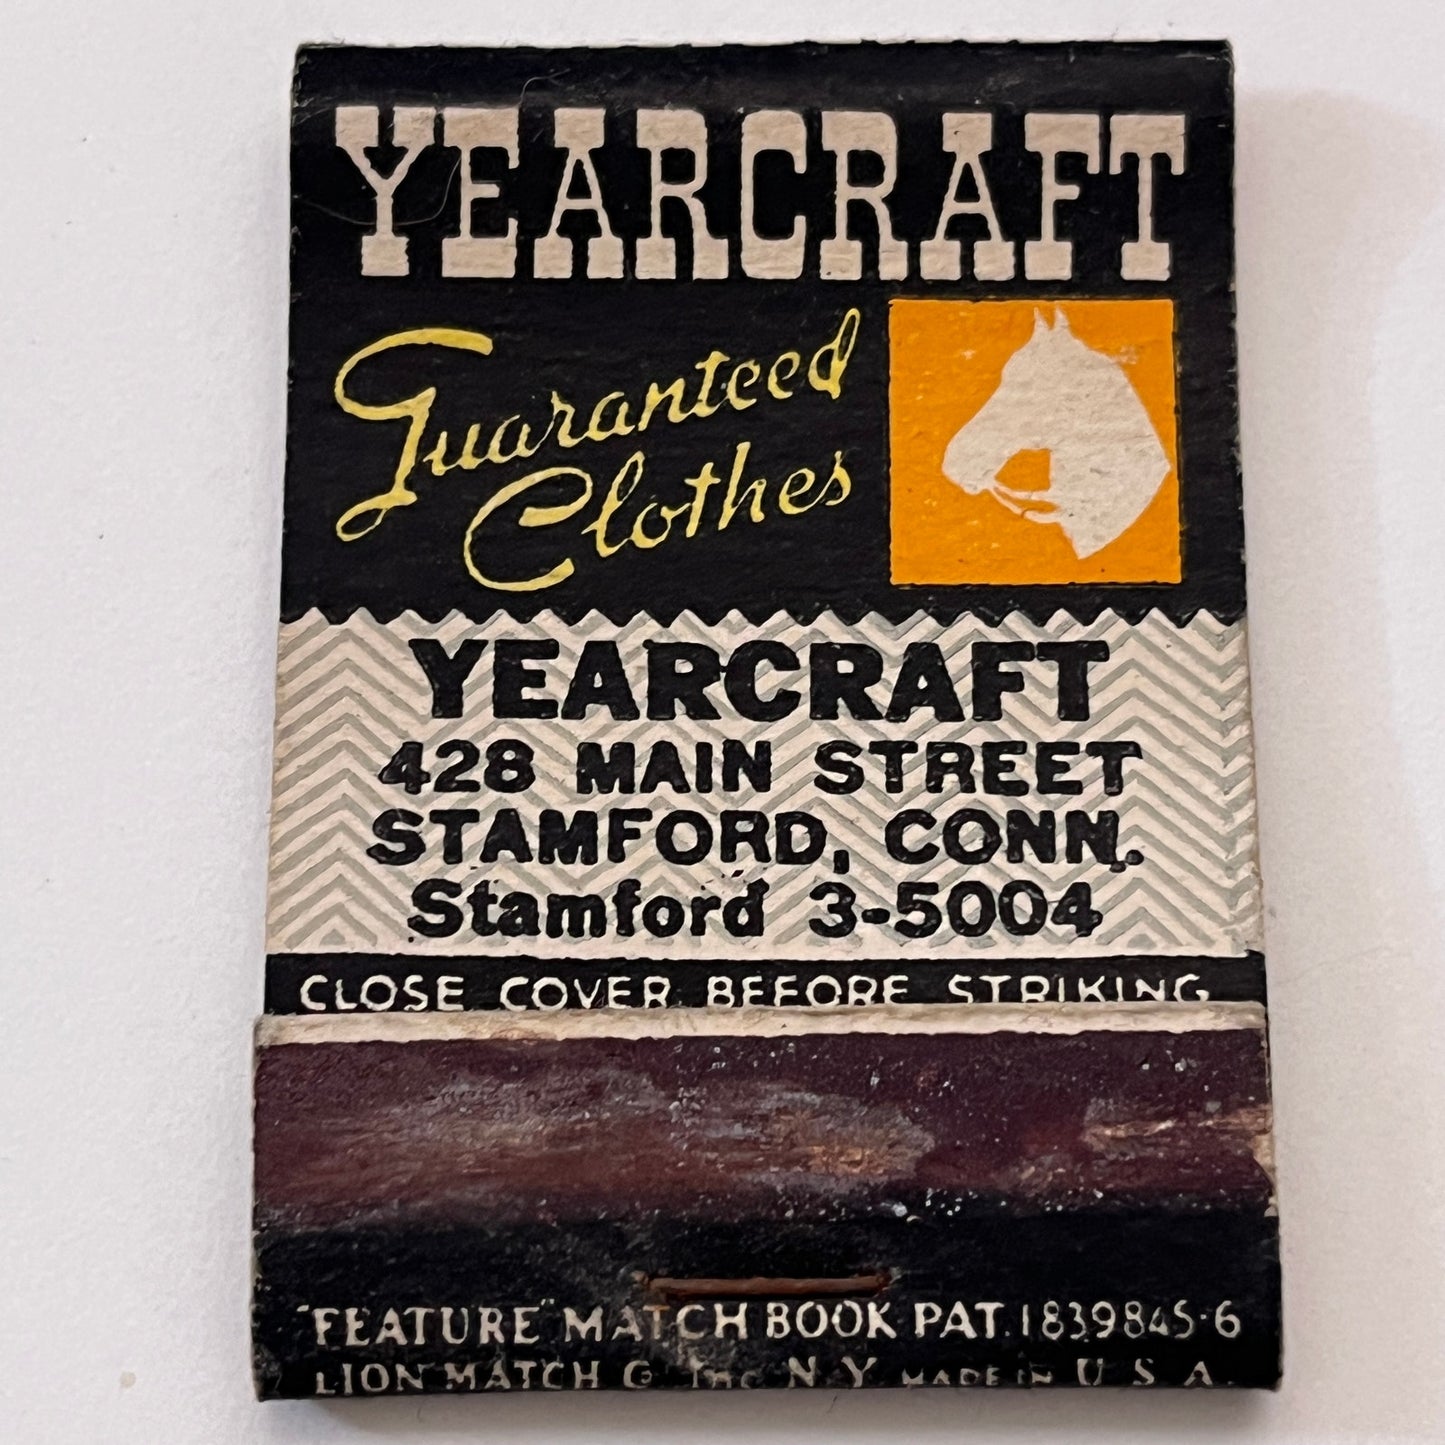 YEARCRAFT
Guaranteed
Clothes
YEARCRAFT
428 MAIN STREET
STAMFORD, CONN.
Stamford 3-5004
CLOSE COVER BEFORE STRIKING
"FEATURE" MATCH BOOK PAT. 1839845-6
LION MATCH Co. Inc. N.Y. MADE IN U.S.A.